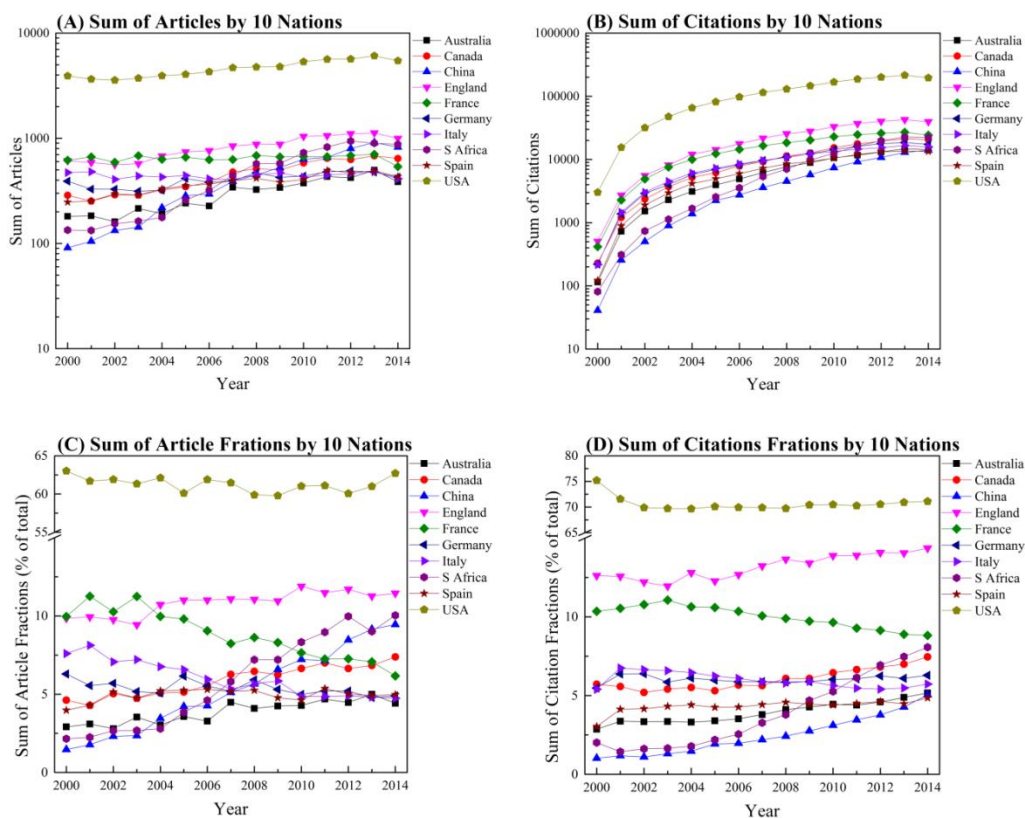 (A) Sum of Articles by 10 Nations
10000
1000
100
10
Sum of Articles
2000 2002 2004 2006 2008 2010 2012 2014
Year
Australia
Canada
China
England
France
Germany
Italy
S Africa
Spain
USA
(B) Sum of Citations by 10 Nations
1000000
100000
10000
1000
100
10
Sum of Citations
2000 2002 2004 2006 2008 2010 2012 2014
Year
Australia
Canada
China
England
France
Germany
Italy
S Africa
Spain
USA
(C) Sum of Article Frations by 10 Nations
65
60
55
10
5
0
Sum of Article Fractions (% of total)
2000 2002 2004 2006 2008 2010 2012 2014
Year
Australia
Canada
China
England
France
Germany
Italy
S Africa
Spain
USA
(D) Sum of Citations Frations by 10 Nations
80
75
70
65
10
5
0
Sum of Citation Fractions (% of total)
2000 2002 2004 2006 2008 2010 2012 2014
Year
Australia
Canada
China
England
France
Germany
Italy
S Africa
Spain
USA